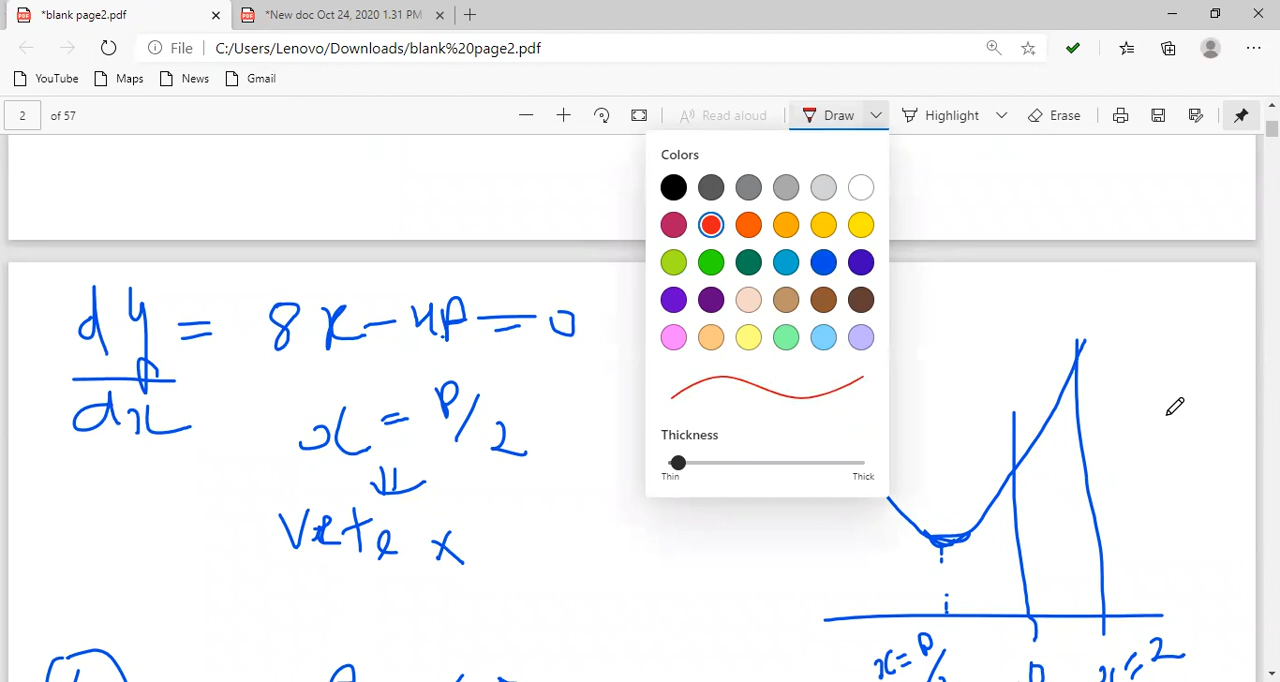 *blank page2.pdf
*New doc Oct 24, 2020 1.31 PM
File C:/Users/Lenovo/Downloads/blank%20page2.pdf
YouTube Maps News Gmail
2 of 57 Read aloud Draw Highlight Erase
Colors
Thickness
Thin Thick
dy/dx = 8x - 4P = 0
x = P/2
⇓
Vertex
x = P/2
0
x = 2